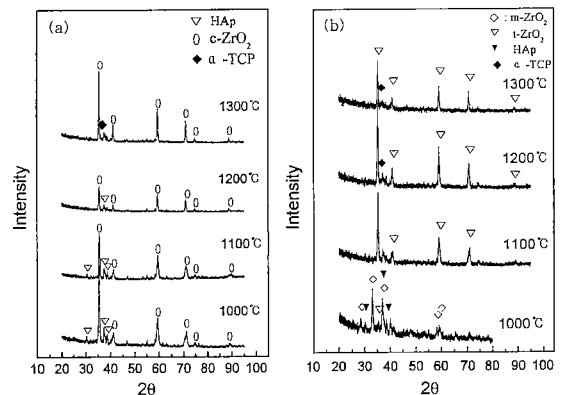 (a)
▽ HAp
0 c-ZrO₂
◆ α -TCP
1300℃
1200℃
1100℃
1000℃
Intensity
10 20 30 40 50 60 70 80 90 100
2θ
(b)
◇ : m-ZrO₂
▽ t-ZrO₂
▼ HAp
◆ α -TCP
1300℃
1200℃
1100℃
1000℃
Intensity
10 20 30 40 50 60 70 80 90 100
2θ